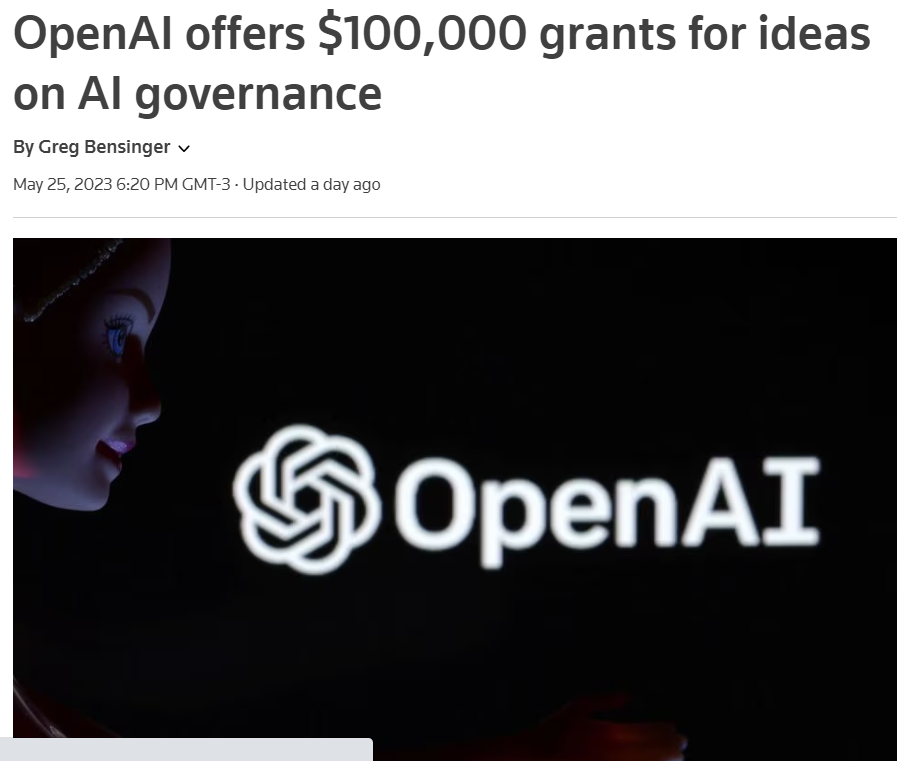 OpenAI offers $100,000 grants for ideas
on AI governance
By Greg Bensinger
May 25, 2023 6:20 PM GMT-3 · Updated a day ago
OpenAI